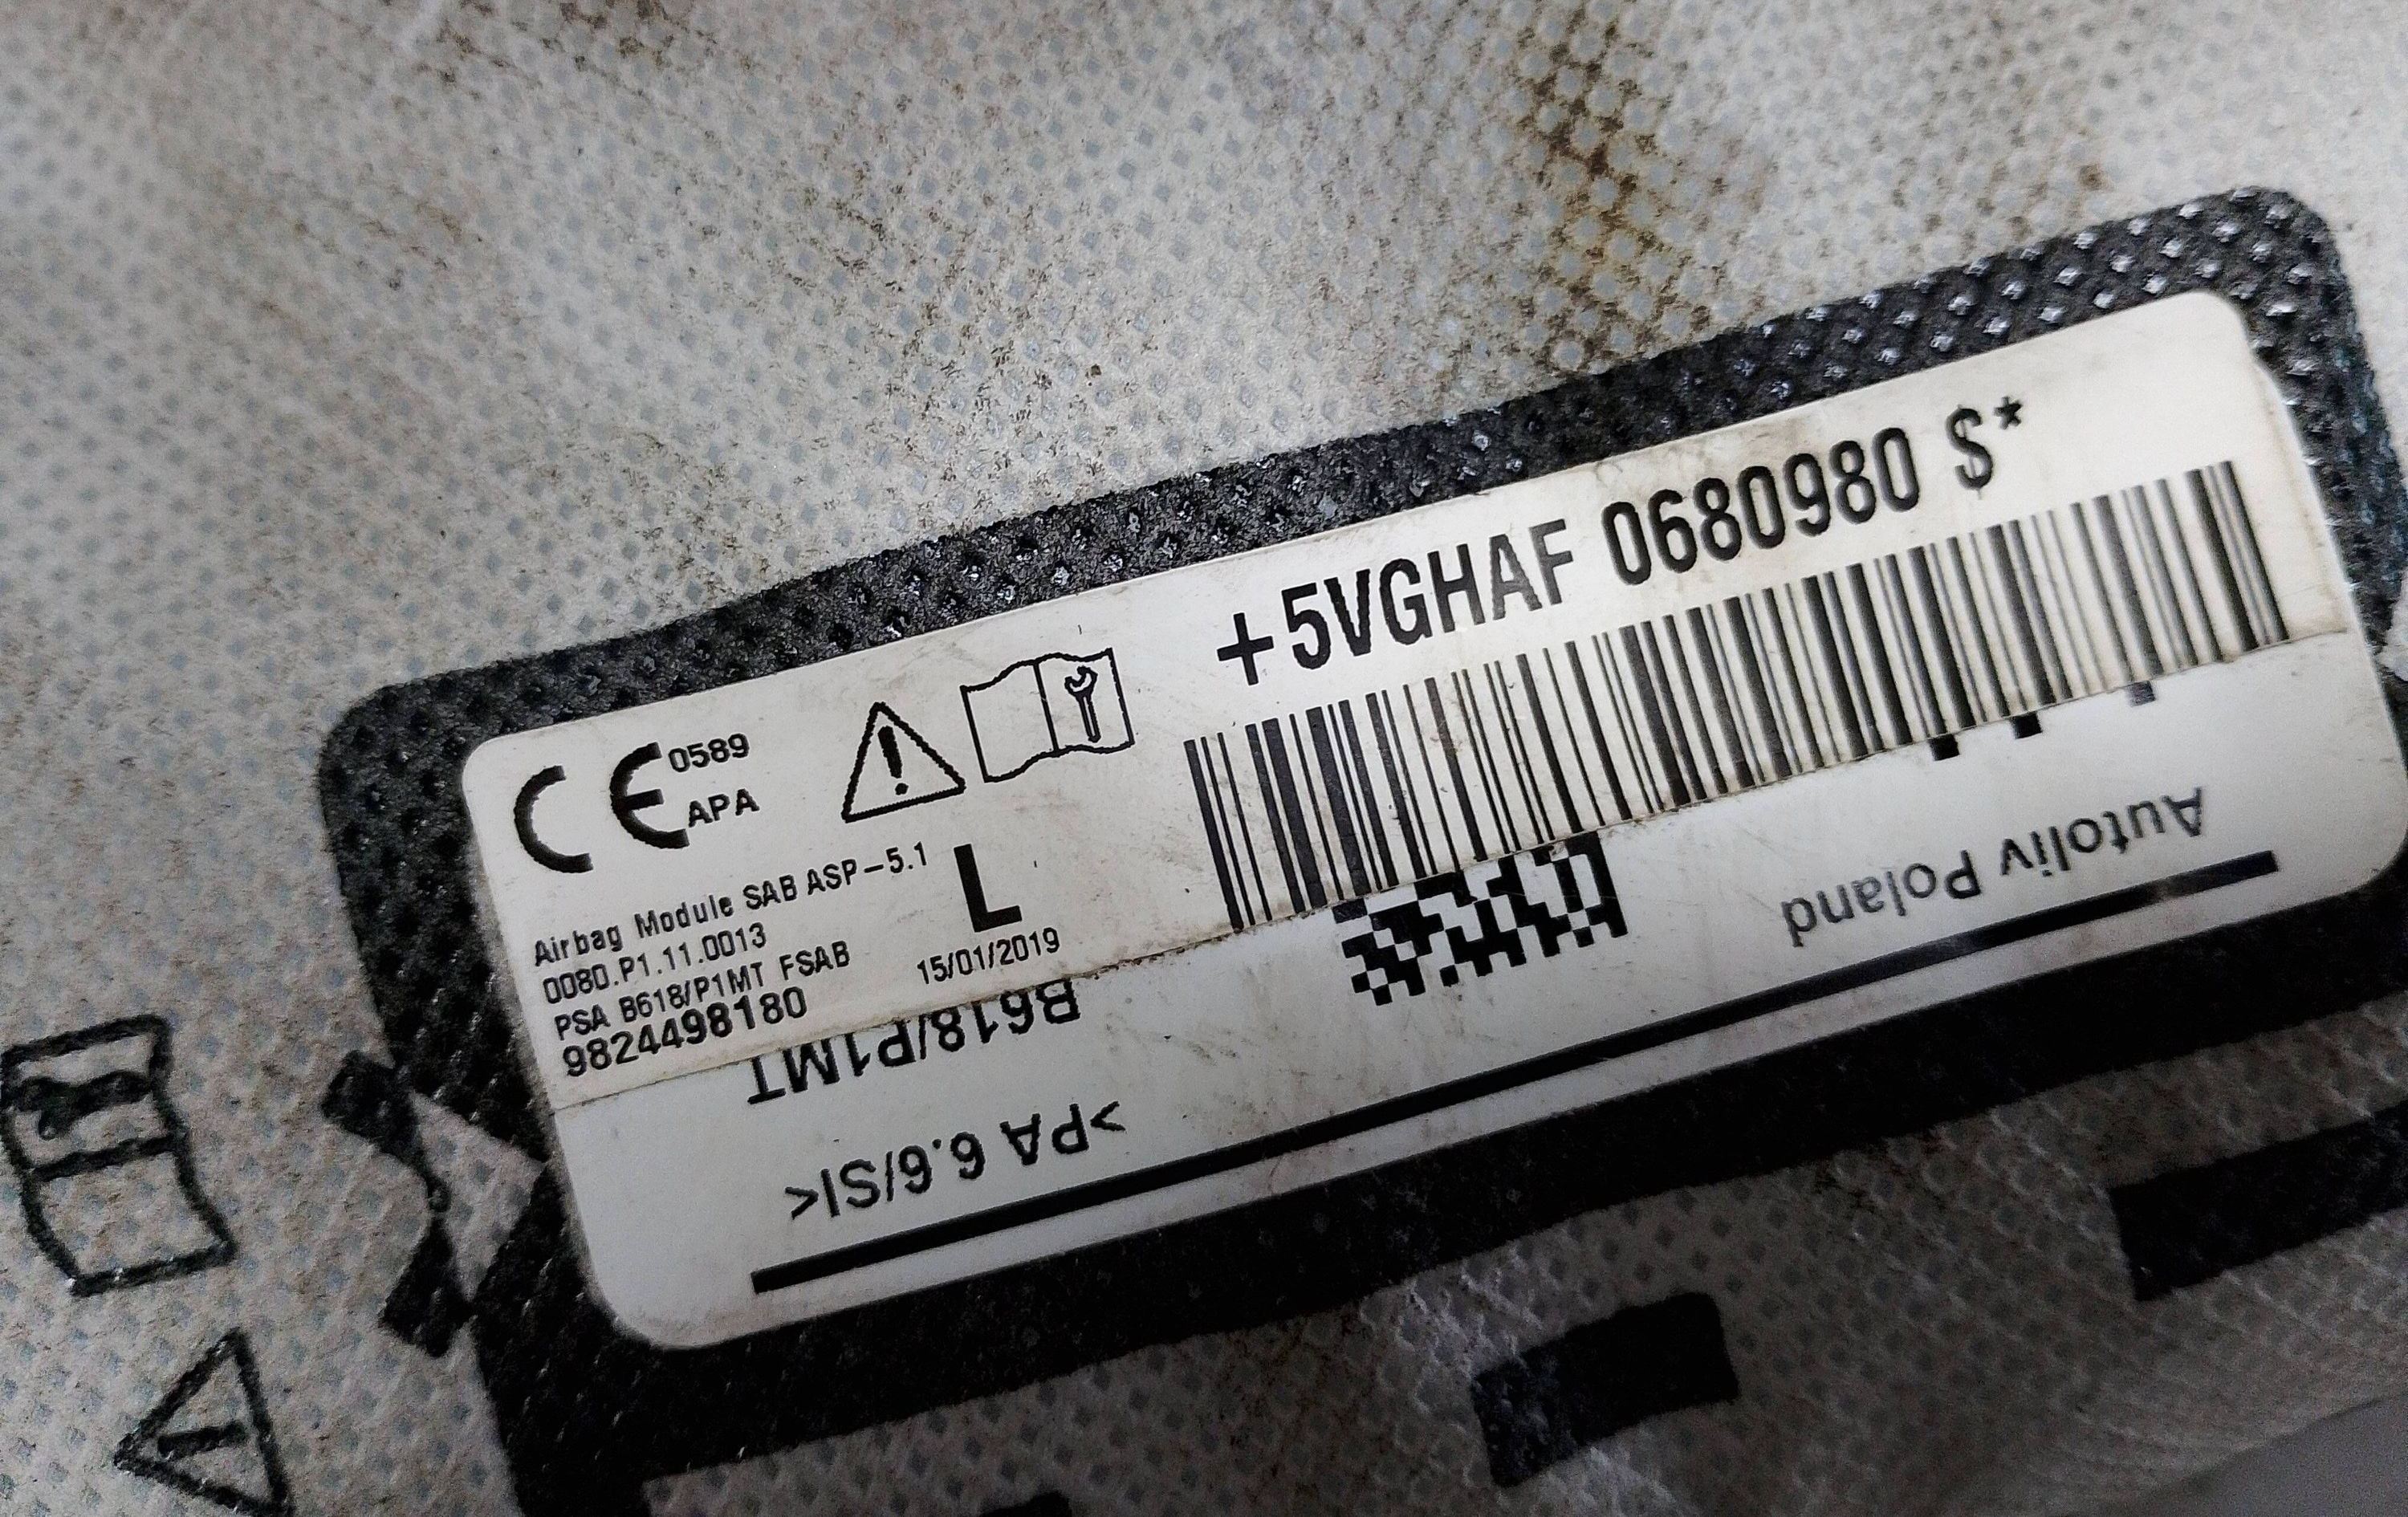 +5VGHAF 0680980 $*
CE 0589
APA
Airbag Module SAB ASP-5.1
0080.P1.11.0013
PSA B618/P1MT FSAB
9824498180
L
15/01/2019
B618/P1MT
>PA 6.6/SI<
Autoliv Poland